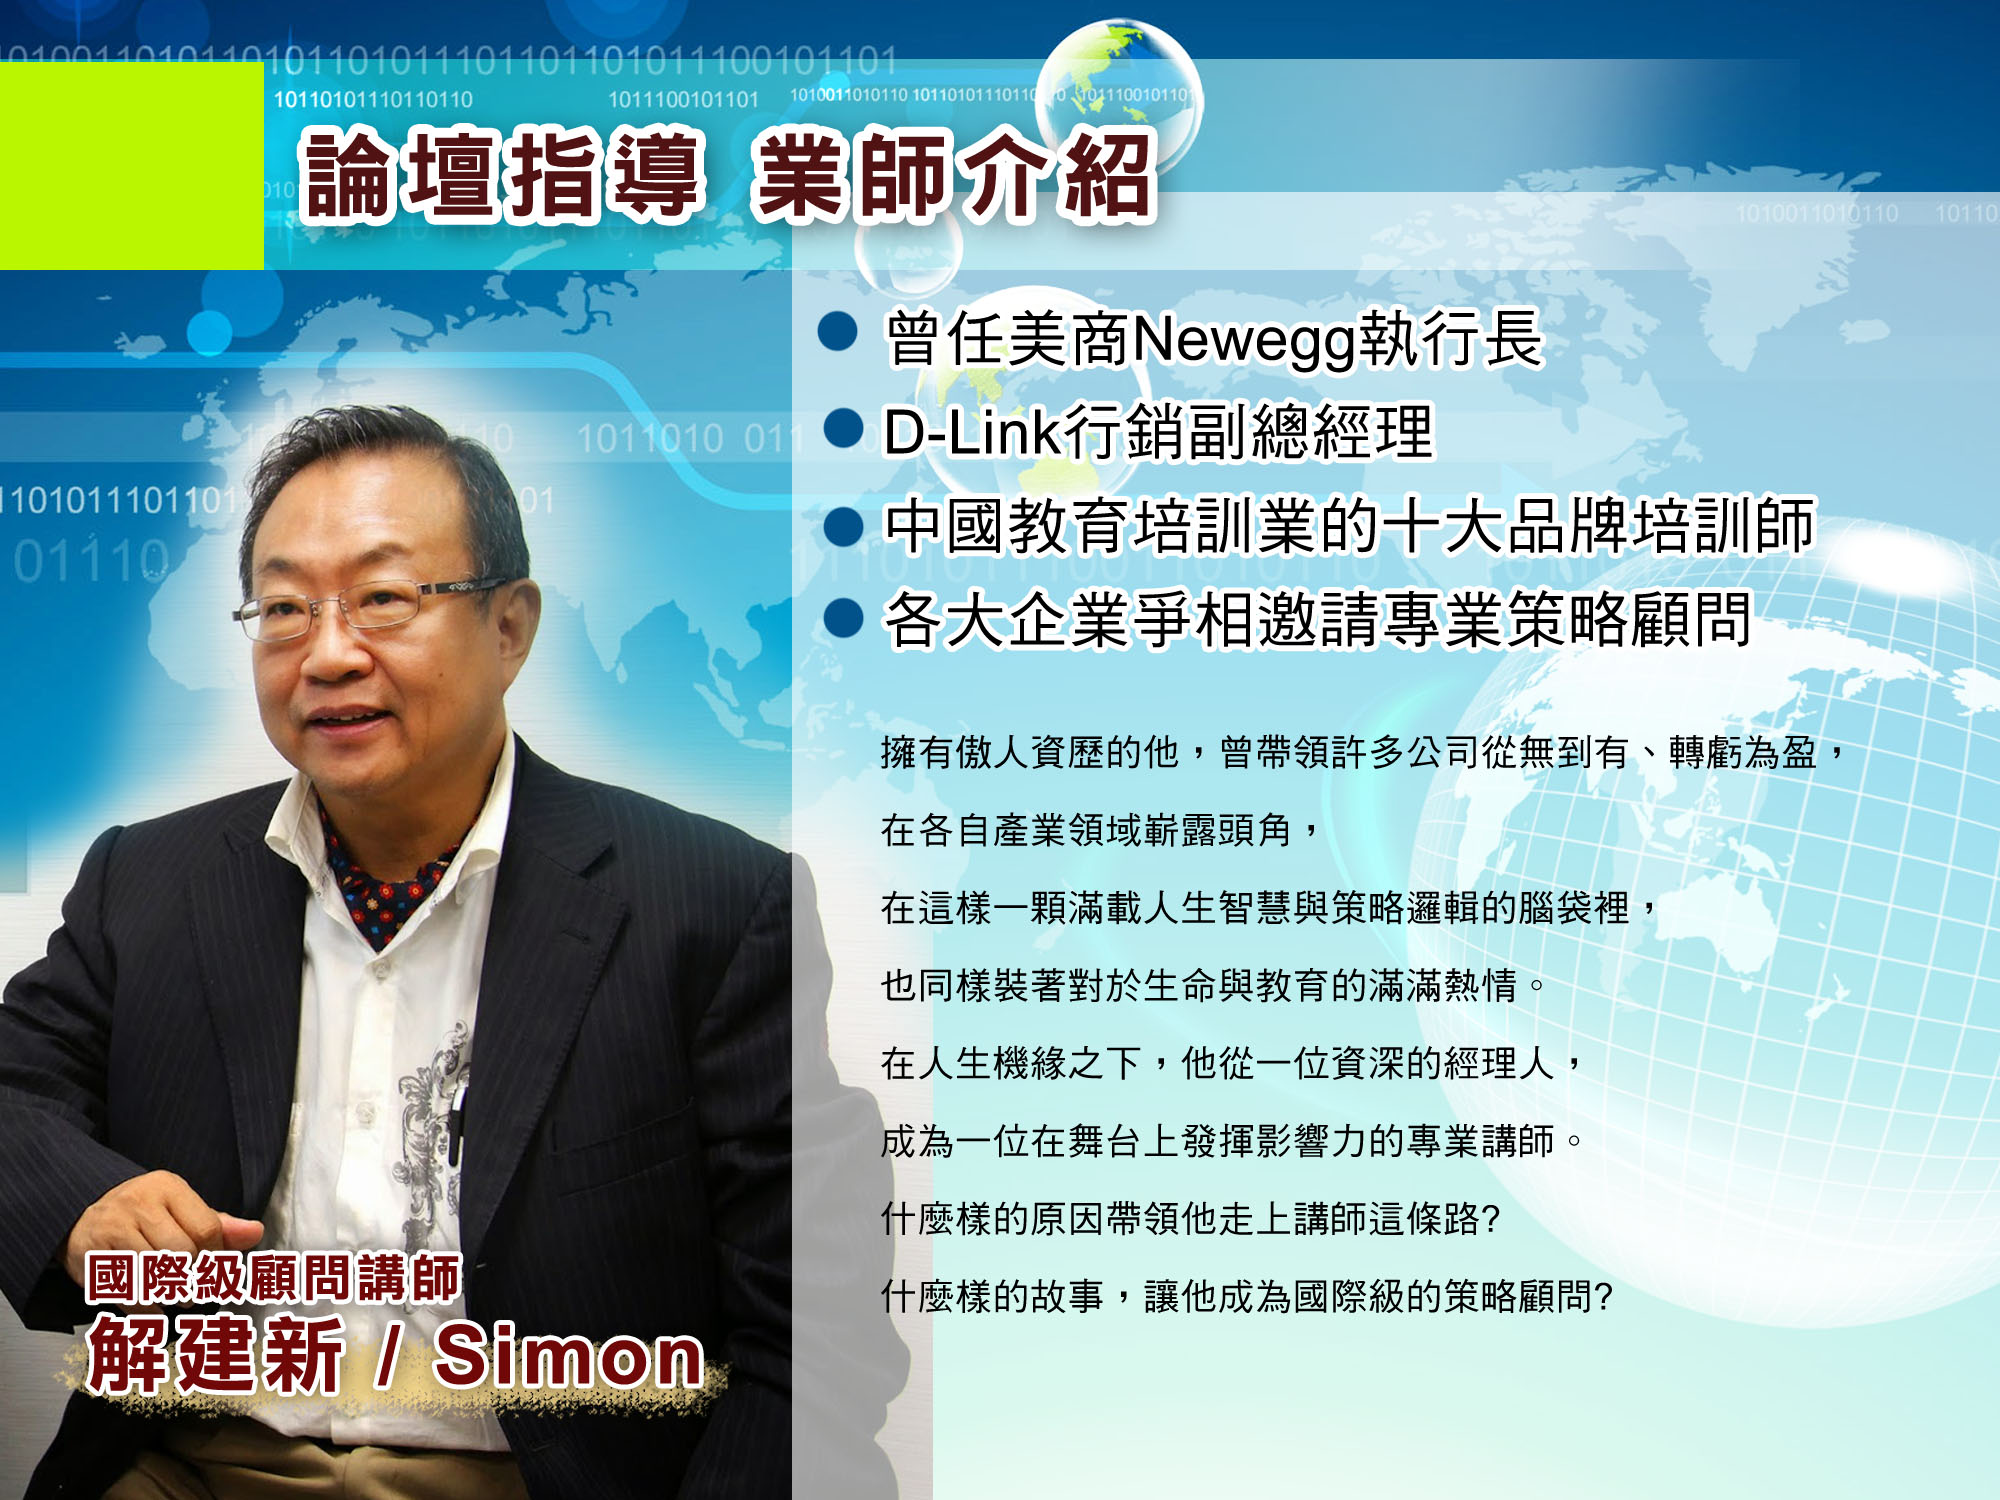 0100110101101011010111011011010111001011​01
10110101110110110
1011100101101
1010011010110
論壇指導 業師介紹
1010011010110
曾任美商Newegg執行長
D-Link行銷副總經理
中國教育培訓業的十大品牌培訓師
各大企業爭相邀請專業策略顧問
擁有傲人資歷的他，曾帶領許多公司從無到有、轉虧為盈，
在各自產業領域嶄露頭角，
在這樣一顆滿載人生智慧與策略邏輯的腦袋裡，
也同樣裝著對於生命與教育的滿滿熱情。
在人生機緣之下，他從一位資深的經理人，
成為一位在舞台上發揮影響力的專業講師。
什麼樣的原因帶領他走上講師這條路?
什麼樣的故事，讓他成為國際級的策略顧問?
國際級顧問講師
解建新 / Simon